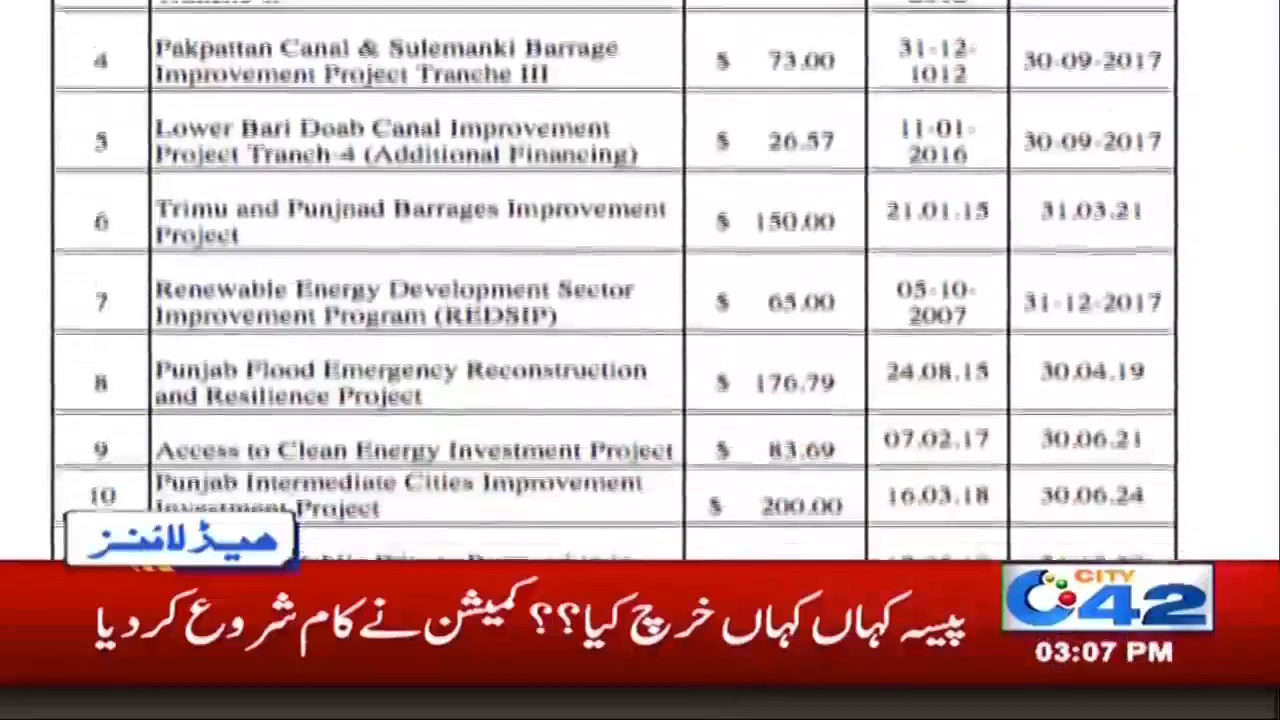 4 Pakpattan Canal & Sulemanki Barrage
Improvement Project Tranche III
$ 73.00
31-12-
1012
30-09-2017
5 Lower Bari Doab Canal Improvement
Project Tranch-4 (Additional Financing)
$ 26.57
11-01-
2016
30-09-2017
6 Trimu and Punjnad Barrages Improvement
Project
$ 150.00
21.01.15
31.03.21
7 Renewable Energy Development Sector
Improvement Program (REDSIP)
$ 65.00
05-10-
2007
31-12-2017
8 Punjab Flood Emergency Reconstruction
and Resilience Project
$ 176.79
24.08.15
30.04.19
9 Access to Clean Energy Investment Project
$ 83.69
07.02.17
30.06.21
10 Punjab Intermediate Cities Improvement
Investment Project
$ 200.00
16.03.18
30.06.24
ھیڈلائنز
پیسہ کہاں کہاں خرچ کیا؟؟ کمیشن نے کام شروع کر دیا
CITY
42
03:07 PM